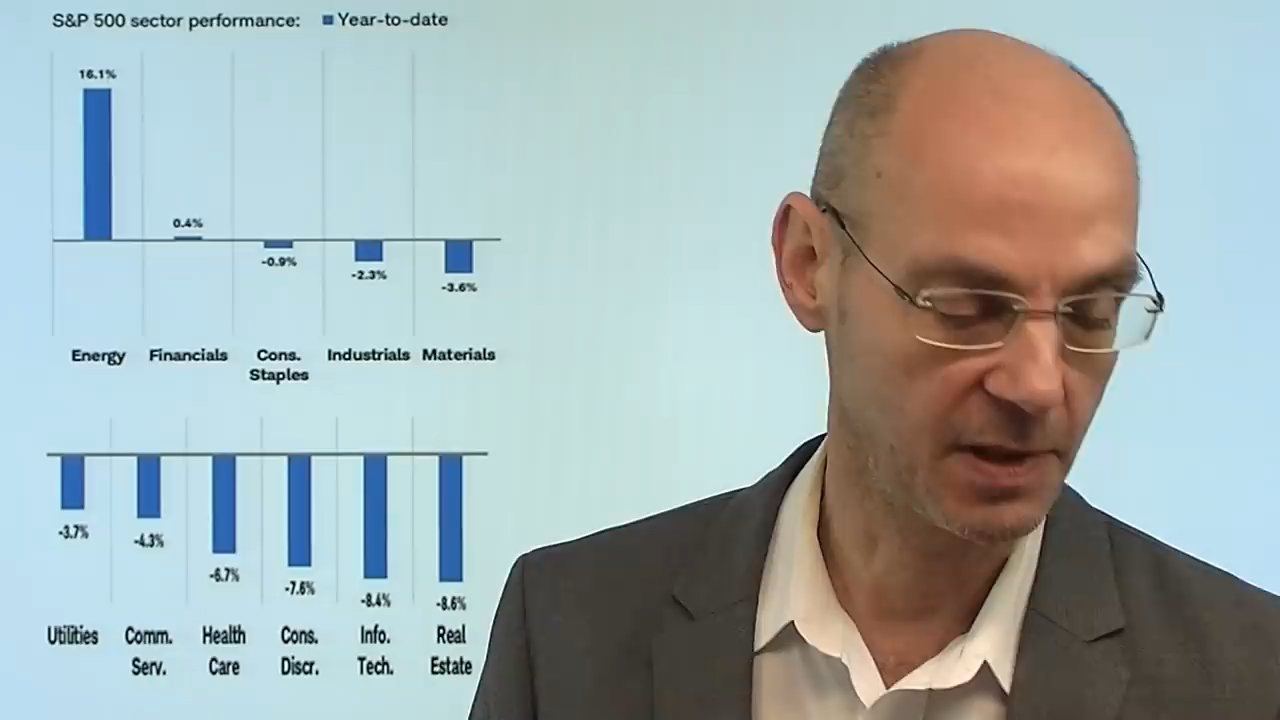 S&P 500 sector performance: Year-to-date
16.1%
0.4%
-0.9%
-2.3%
-3.6%
Energy Financials Cons. Industrials Materials
Staples
-3.7%
-4.3%
-6.7%
-7.6%
-8.4%
-8.6%
Utilities Comm. Health Cons. Info. Real
Serv. Care Discr. Tech. Estate